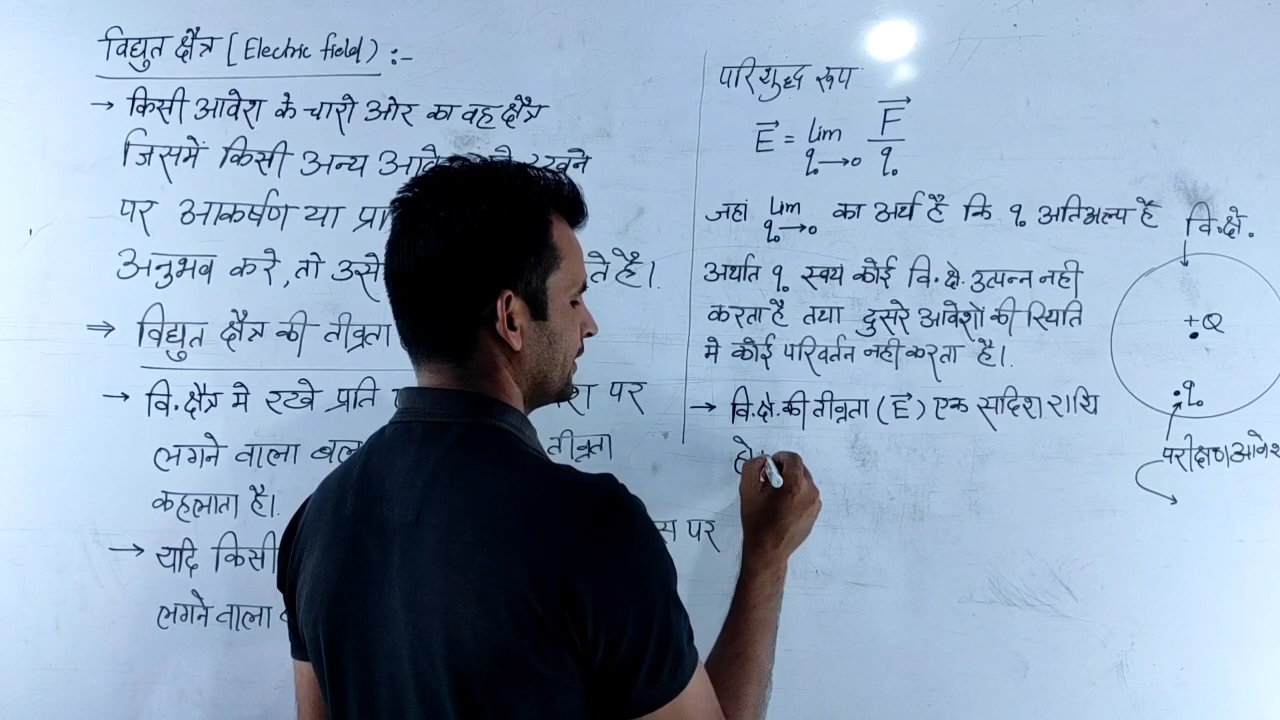 विद्युत क्षैत्र [Electric field) :-
→ किसी आवेश के चारो ओर का वह क्षैत्र
जिसमें किसी अन्य रखने
पर आकर्षण या
अनुभव करे, तो उसे ते है।
⇒ विद्युत क्षैत्र की तीव्रता
→ वि.क्षैत्र मे रखे प्रति पर
लगने वाला बल तीव्रता
कहलाता है।
→ यदि किसी पर
लगने वाला
परिशुद्ध रूप
E⃗ = lim q₀→0 F⃗/q₀
जहां lim q₀→0 का अर्थ है कि q₀ अतिअल्प है
अर्थात q₀ स्वय कोई वि.क्षे. उत्पन्न नही
करता है तथा दुसरे आवेशों की स्थिति
मे कोई परिवर्तन नही करता है।
→ वि.क्षै. की तीव्रता (E⃗) एक सदिश राशि
हो
वि.क्षै.
+Q
q₀
परीक्षण आवेश